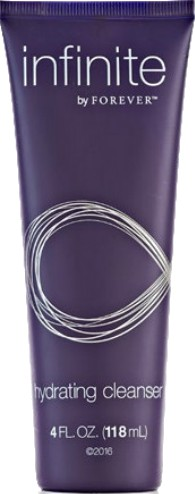 infinite
by FOREVER™
hydrating cleanser
4 FL. OZ. (118 mL)
©2016